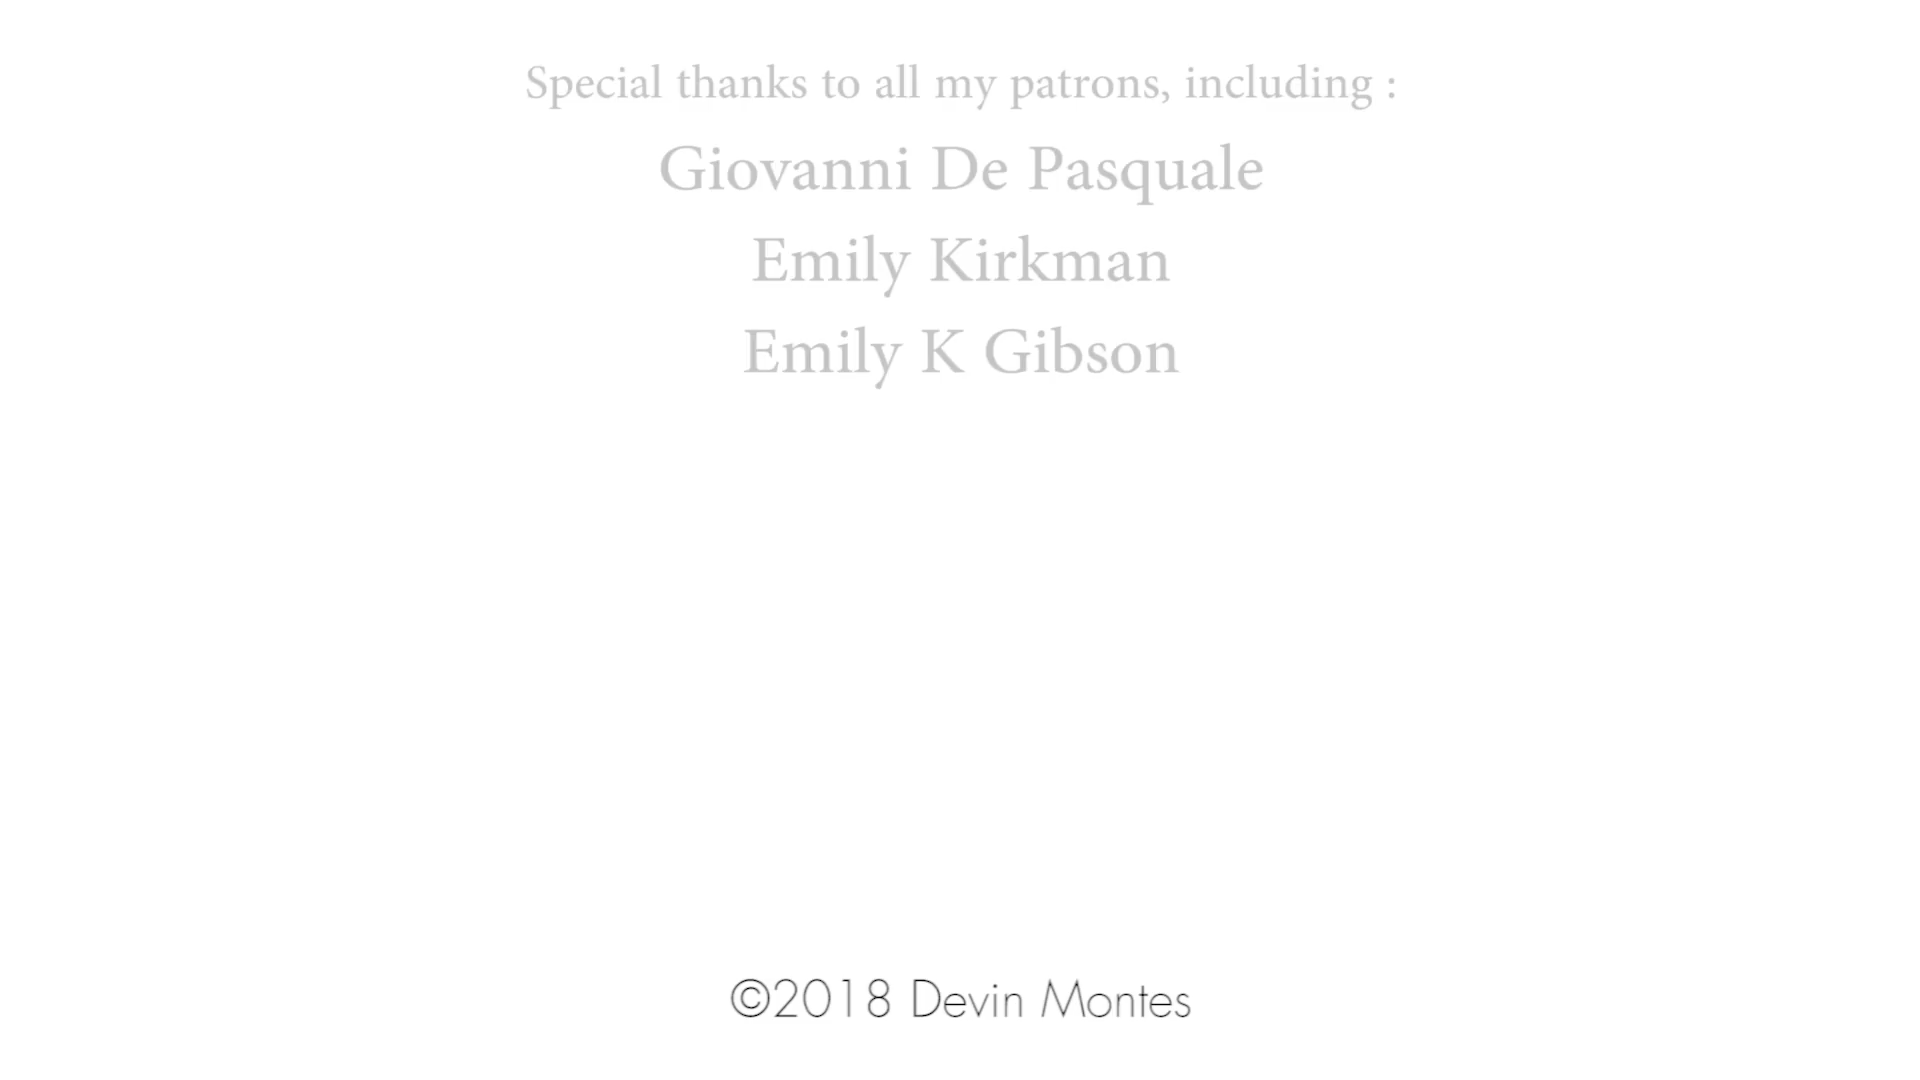 Special thanks to all my patrons, including :
Giovanni De Pasquale
Emily Kirkman
Emily K Gibson
©2018 Devin Montes